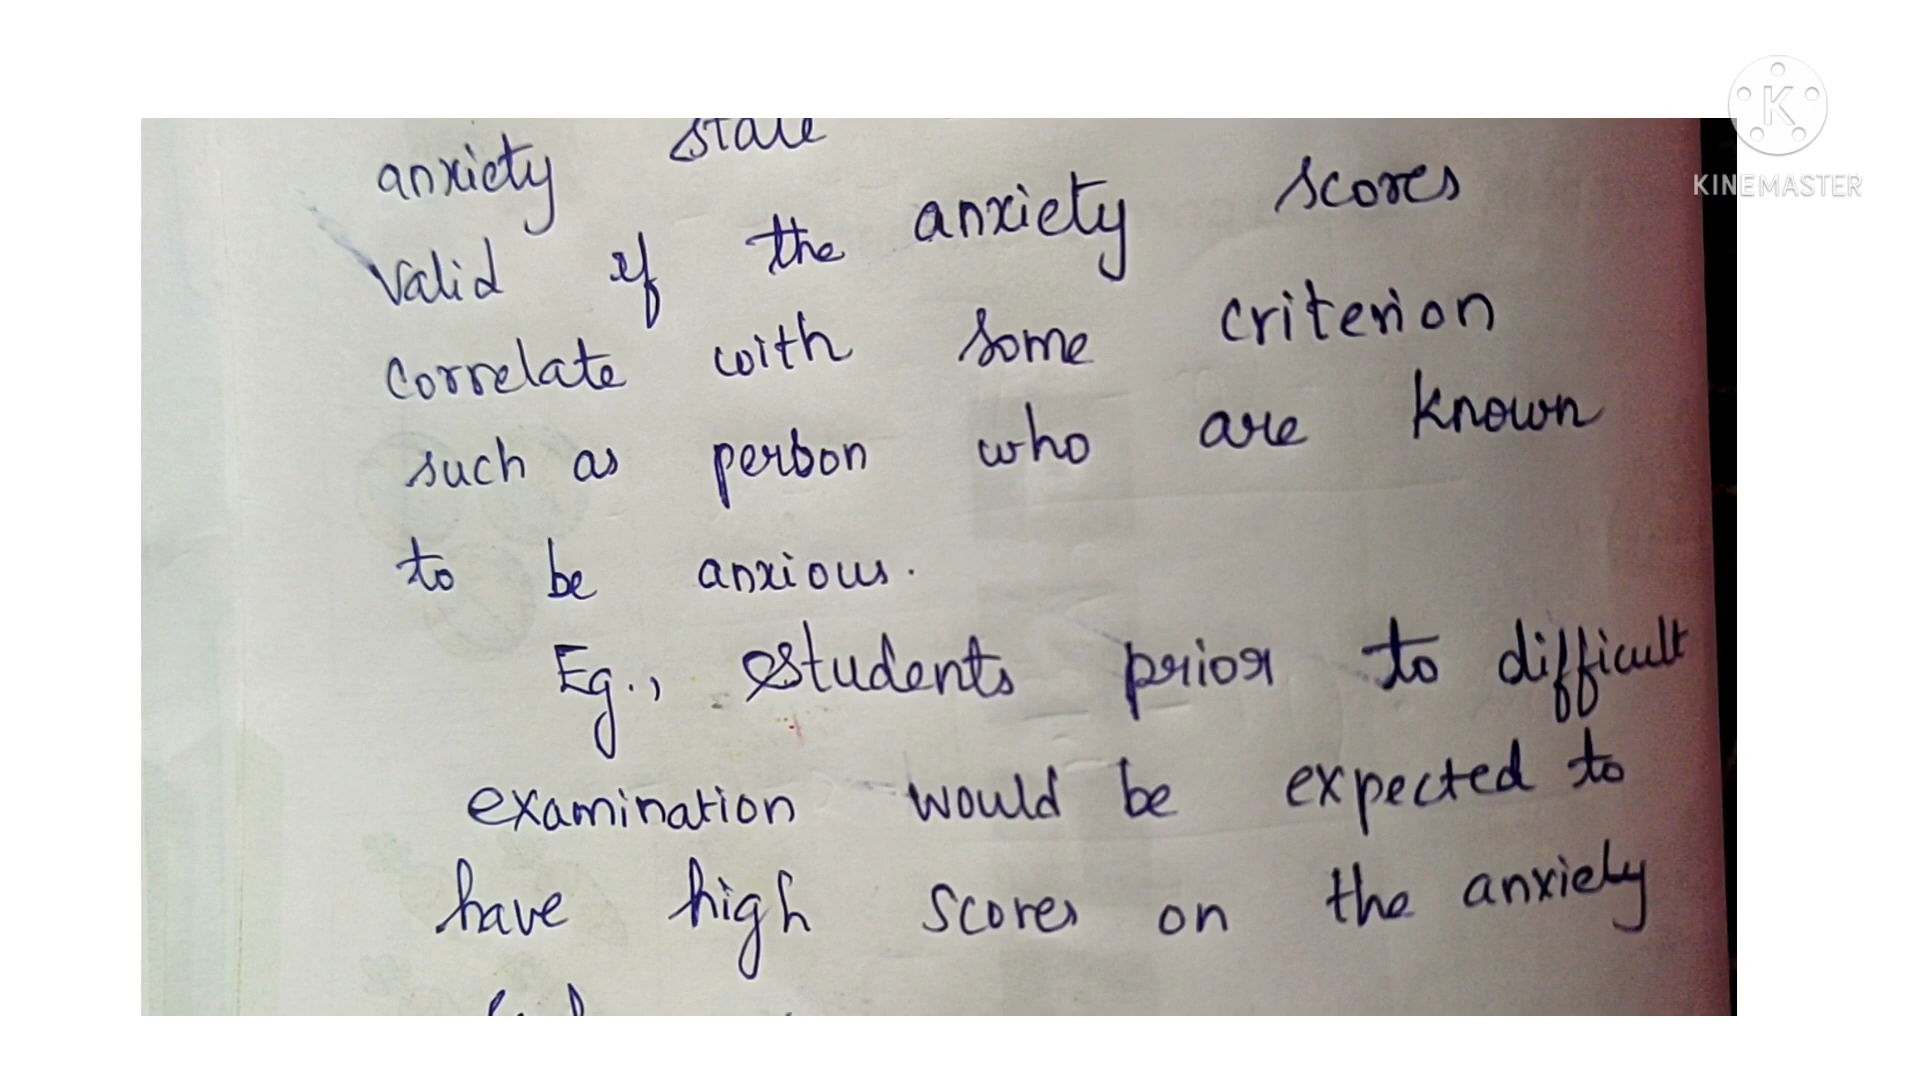 anxiety
valid if the anxiety scores
correlate with some criterion
such as person who are known
to be anxious.
Eg., students prior to difficult
examination would be expected to
have high scores on the anxiety
K
KINEMASTER